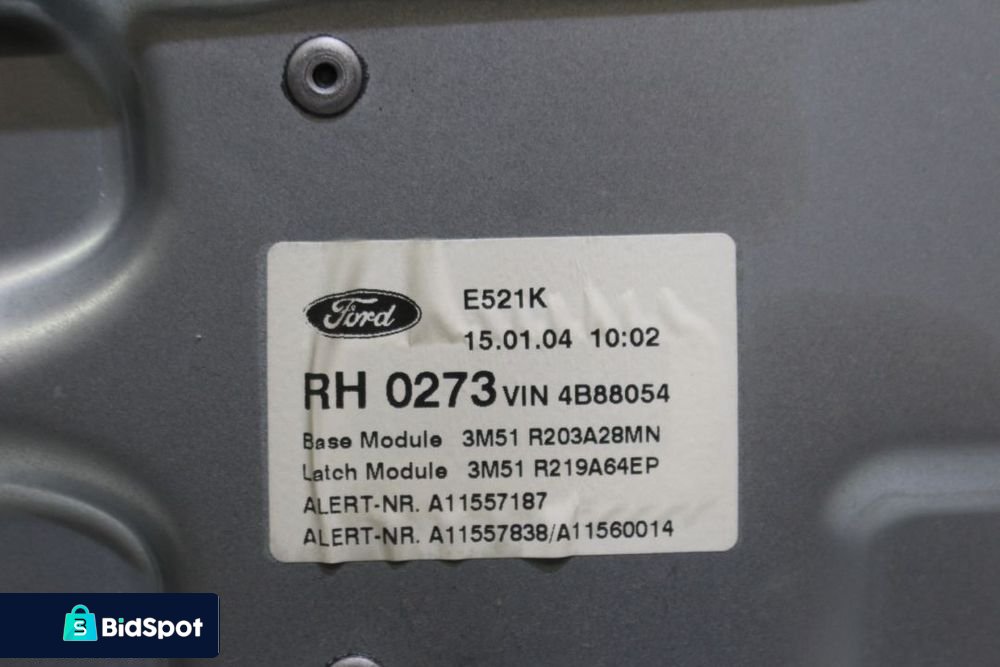 Ford
E521K
15.01.04 10:02
RH 0273 VIN 4B88054
Base Module 3M51 R203A28MN
Latch Module 3M51 R219A64EP
ALERT-NR. A11557187
ALERT-NR. A11557838/A11560014
BidSpot